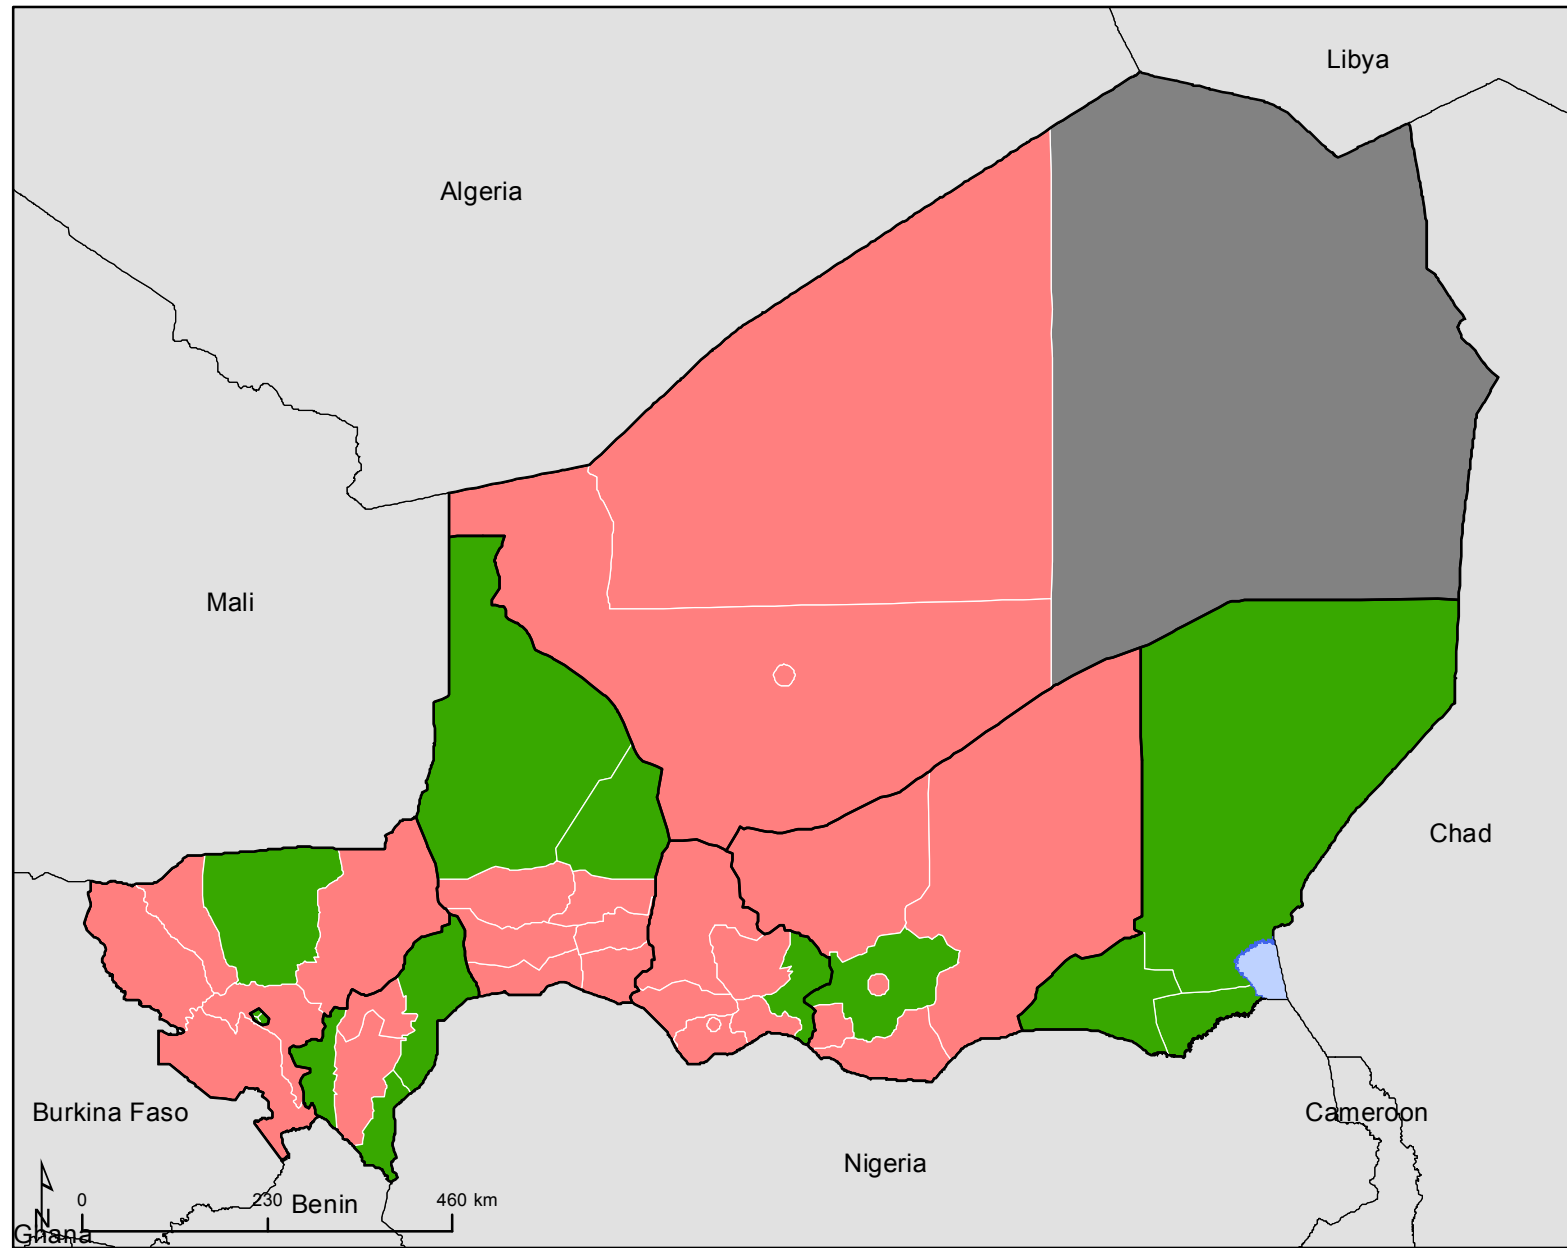 Libya
Algeria
Mali
Chad
Burkina Faso
Cameroon
Nigeria
0 230 460 km
Benin
N
Ghana